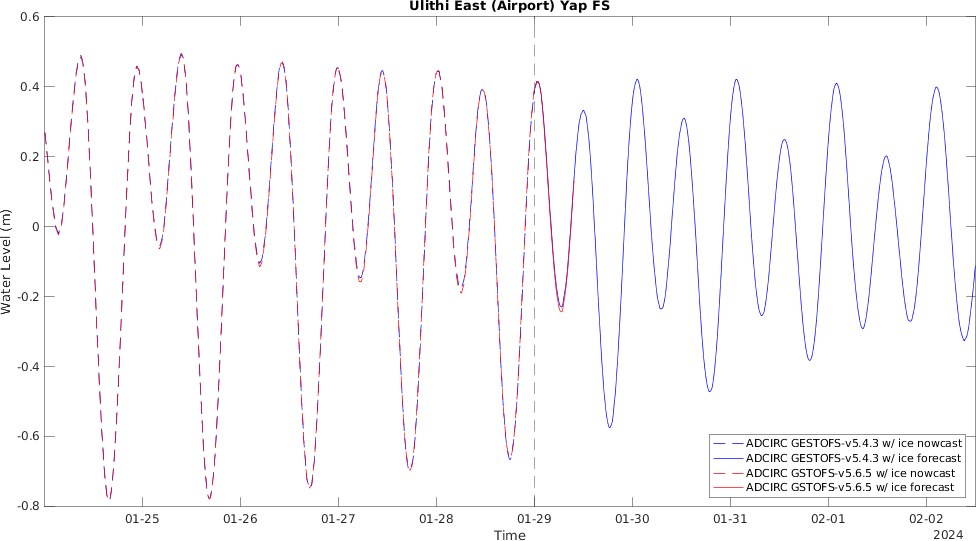 Ulithi East (Airport) Yap FS
0.6
0.4
0.2
0
-0.2
-0.4
-0.6
-0.8
Water Level (m)
01-25
01-26
01-27
01-28
01-29
01-30
01-31
02-01
02-02
Time
2024
ADCIRC GESTOFS-v5.4.3 w/ ice nowcast
ADCIRC GESTOFS-v5.4.3 w/ ice forecast
ADCIRC GSTOFS-v5.6.5 w/ ice nowcast
ADCIRC GSTOFS-v5.6.5 w/ ice forecast